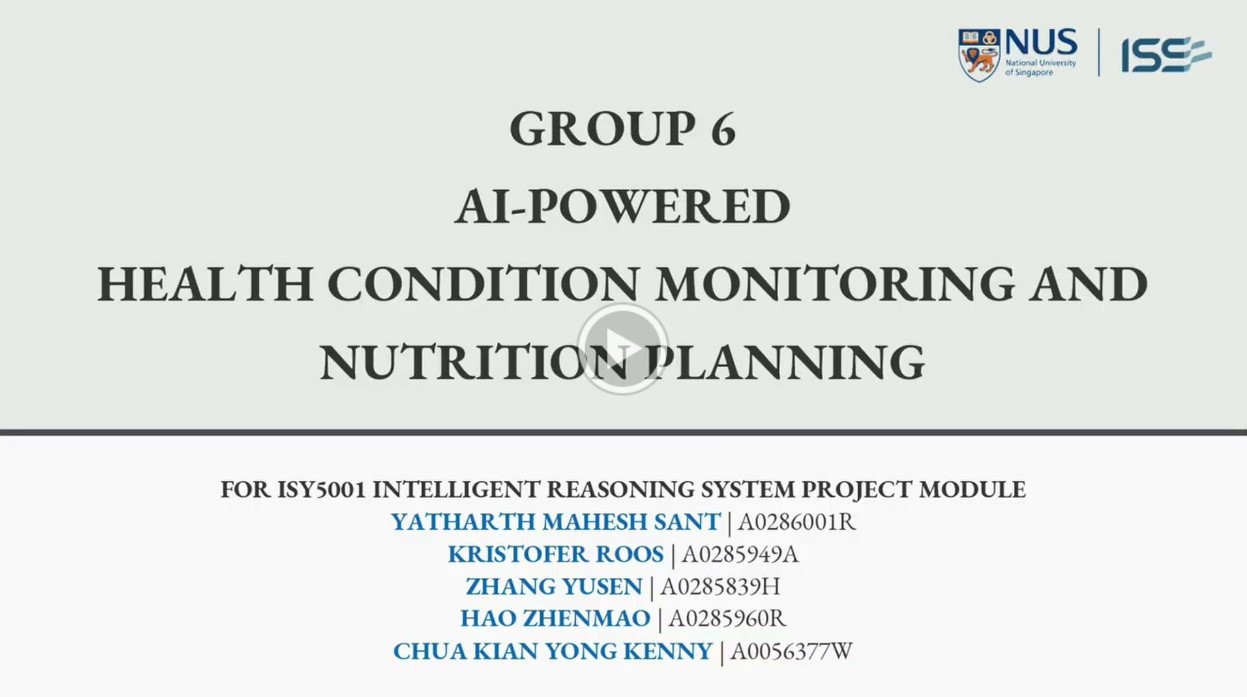 NUS
National University
of Singapore
ISS
GROUP 6
AI-POWERED
HEALTH CONDITION MONITORING AND
NUTRITION PLANNING
FOR ISY5001 INTELLIGENT REASONING SYSTEM PROJECT MODULE
YATHARTH MAHESH SANT | A0286001R
KRISTOFER ROOS | A0285949A
ZHANG YUSEN | A0285839H
HAO ZHENMAO | A0285960R
CHUA KIAN YONG KENNY | A0056377W